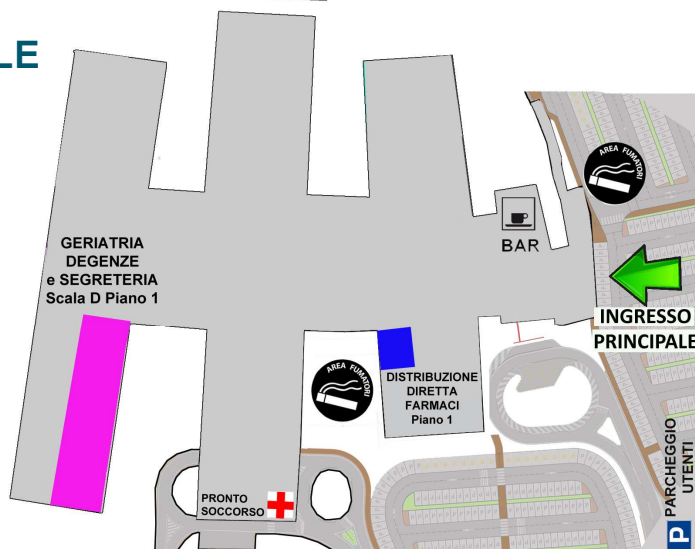 LE
AREA FUMATORI
BAR
GERIATRIA
DEGENZE
e SEGRETERIA
Scala D Piano 1
INGRESSO
PRINCIPALE
AREA FUMATORI
DISTRIBUZIONE
DIRETTA
FARMACI
Piano 1
PRONTO
SOCCORSO
P PARCHEGGIO
UTENTI